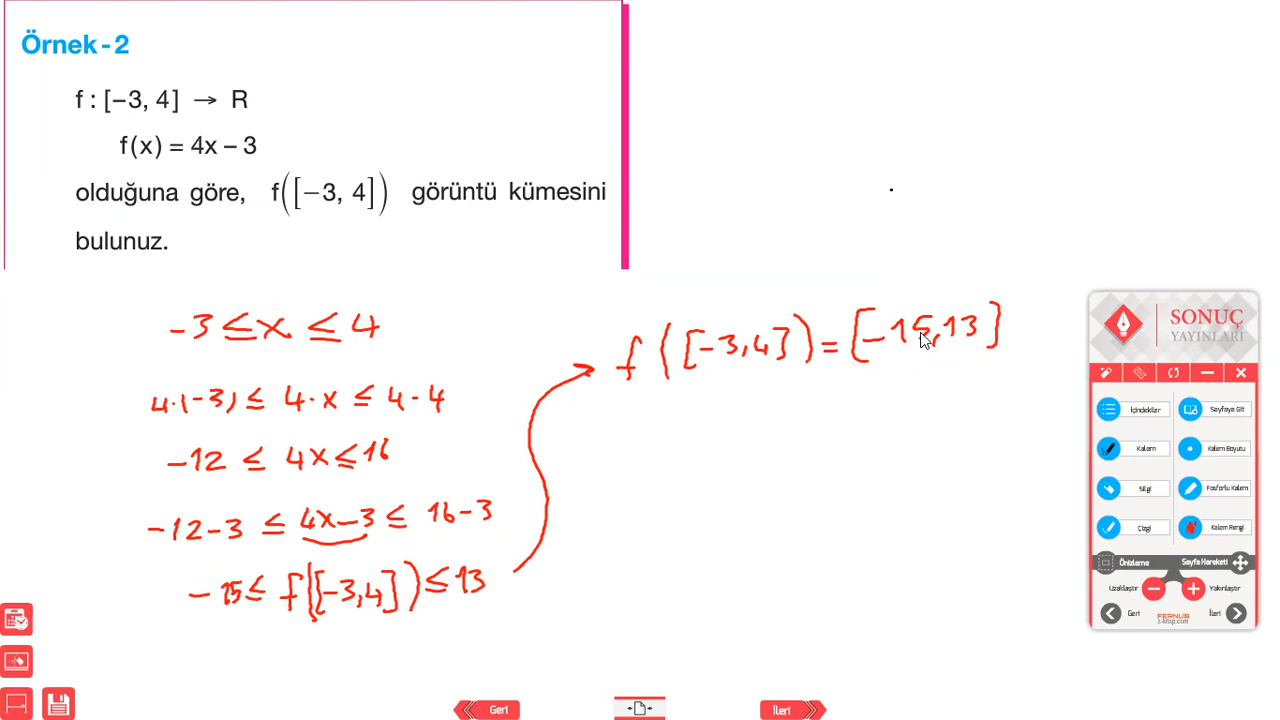 Örnek - 2
f : [−3, 4] → R
f(x) = 4x − 3
olduğuna göre, f([−3, 4]) görüntü kümesini
bulunuz.
-3 ≤ x ≤ 4
4·(-3) ≤ 4·x ≤ 4·4
-12 ≤ 4x ≤ 16
-12-3 ≤ 4x-3 ≤ 16-3
-15 ≤ f([-3,4]) ≤ 13
f([-3,4]) = [-15,13]
SONUÇ
YAYINLARI
İçindekiler
Sayfaya Git
Kalem
Kalem Boyutu
Silgi
Fosforlu Kalem
Çizgi
Kalem Rengi
Önizleme
Sayfa Hareketi
Uzaklaştır
Yakınlaştır
Geri
FERNUS
z-kitap.com
İleri
Geri
İleri